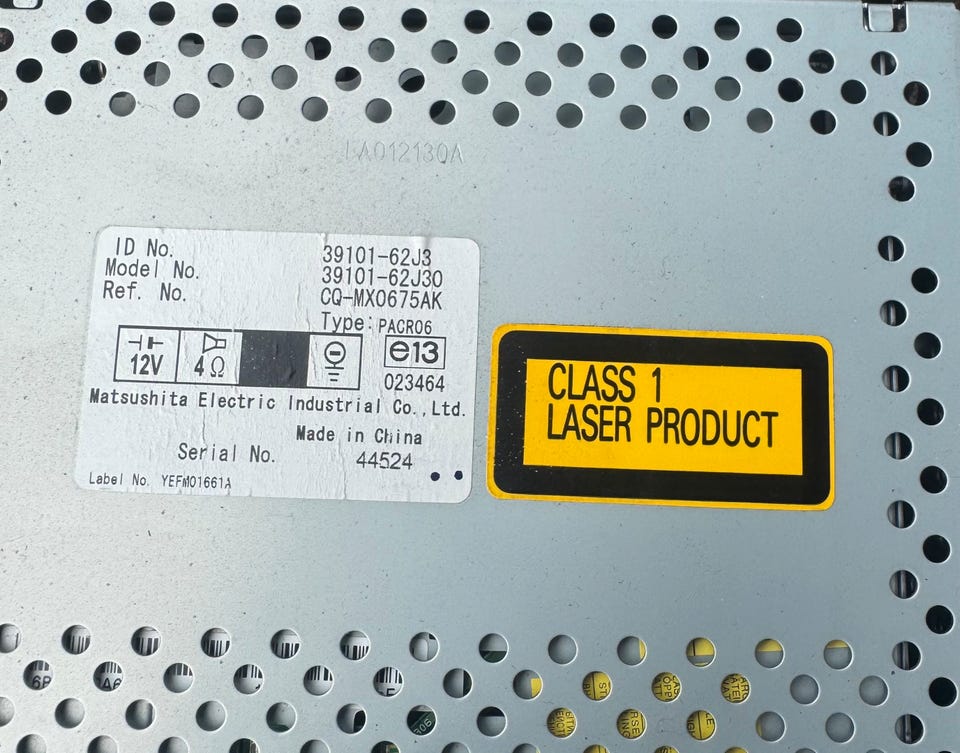 LA012130A
ID No. 39101-62J3
Model No. 39101-62J30
Ref. No. CQ-MX0675AK
Type: PACR06
12V 4Ω e13
023464
Matsushita Electric Industrial Co.,Ltd.
Made in China
Serial No. 44524
Label No. YEFM01661A
CLASS 1
LASER PRODUCT